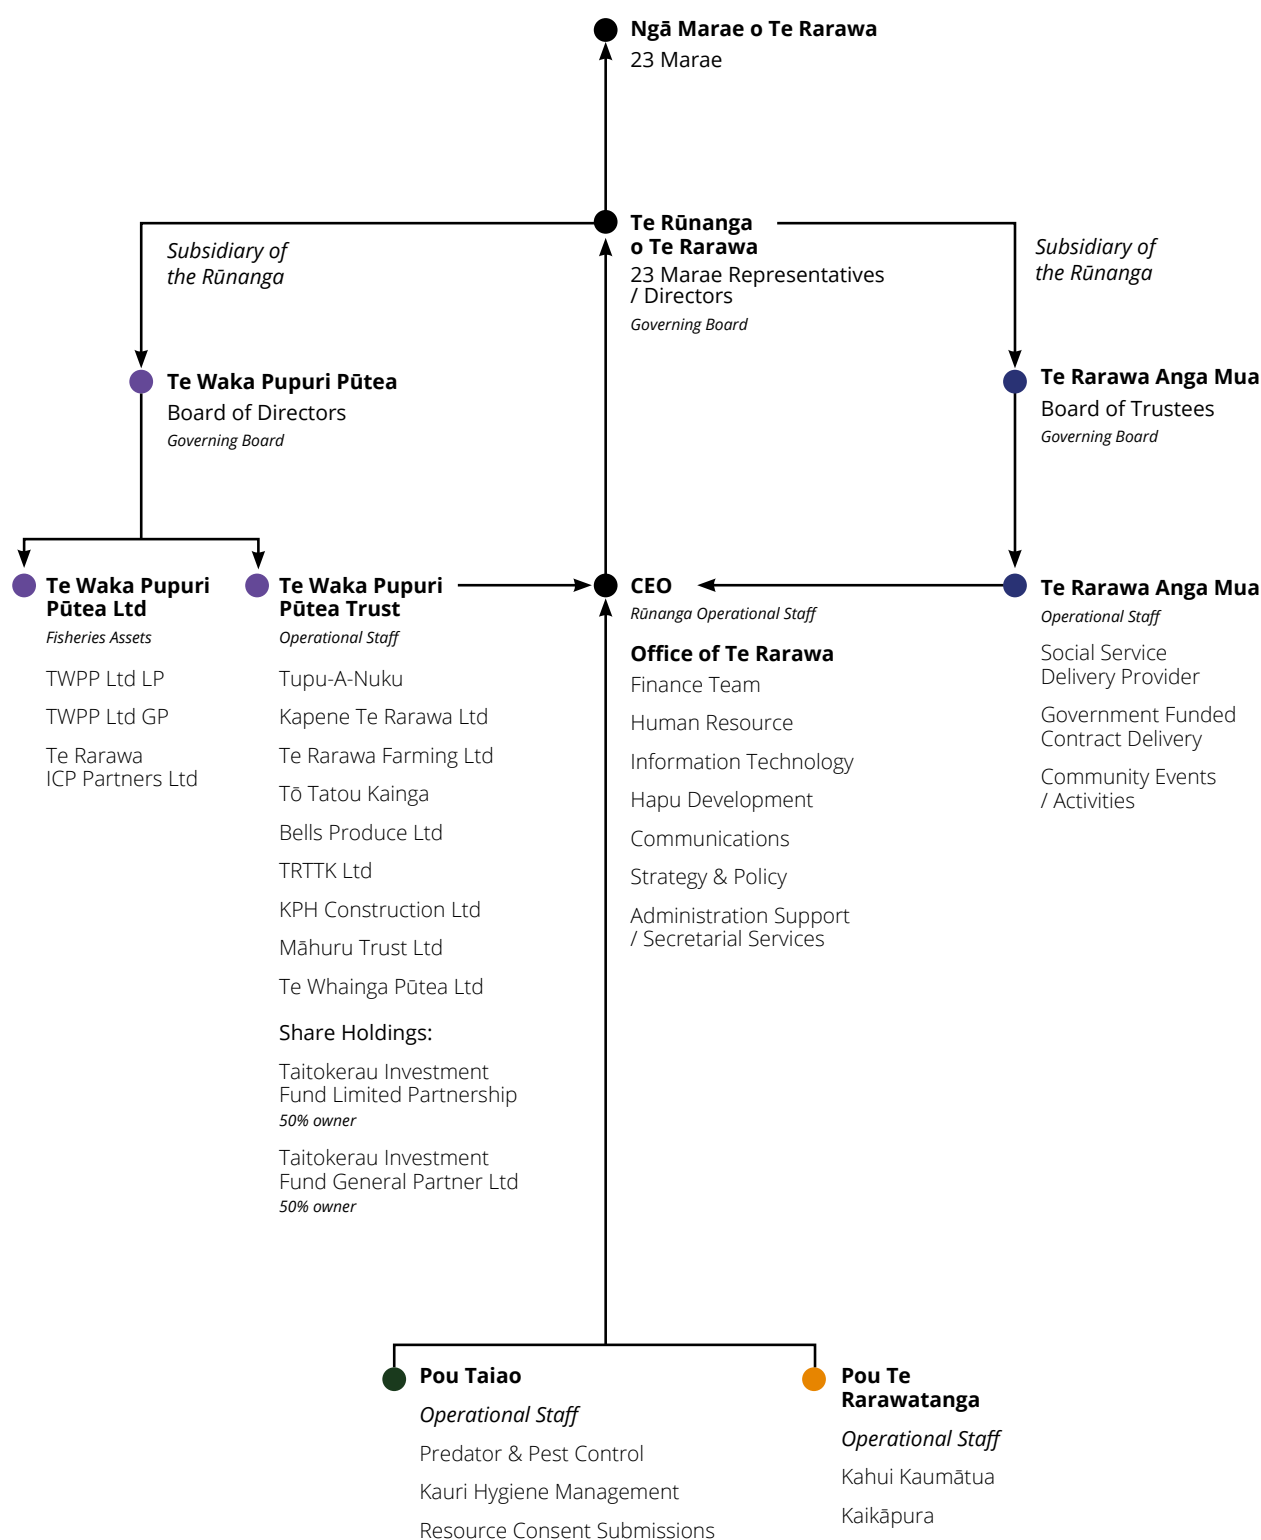 Ngā Marae o Te Rarawa
23 Marae
Te Rūnanga
o Te Rarawa
23 Marae Representatives
/ Directors
Governing Board
Subsidiary of
the Rūnanga
Subsidiary of
the Rūnanga
Te Waka Pupuri Pūtea
Board of Directors
Governing Board
Te Rarawa Anga Mua
Board of Trustees
Governing Board
Te Waka Pupuri
Pūtea Ltd
Fisheries Assets
TWPP Ltd LP
TWPP Ltd GP
Te Rarawa
ICP Partners Ltd
Te Waka Pupuri
Pūtea Trust
Operational Staff
Tupu-A-Nuku
Kapene Te Rarawa Ltd
Te Rarawa Farming Ltd
Tō Tatou Kainga
Bells Produce Ltd
TRTTK Ltd
KPH Construction Ltd
Māhuru Trust Ltd
Te Whainga Pūtea Ltd
Share Holdings:
Taitokerau Investment
Fund Limited Partnership
50% owner
Taitokerau Investment
Fund General Partner Ltd
50% owner
CEO
Rūnanga Operational Staff
Office of Te Rarawa
Finance Team
Human Resource
Information Technology
Hapu Development
Communications
Strategy & Policy
Administration Support
/ Secretarial Services
Te Rarawa Anga Mua
Operational Staff
Social Service
Delivery Provider
Government Funded
Contract Delivery
Community Events
/ Activities
Pou Taiao
Operational Staff
Predator & Pest Control
Kauri Hygiene Management
Resource Consent Submissions
Pou Te
Rarawatanga
Operational Staff
Kahui Kaumātua
Kaikāpura